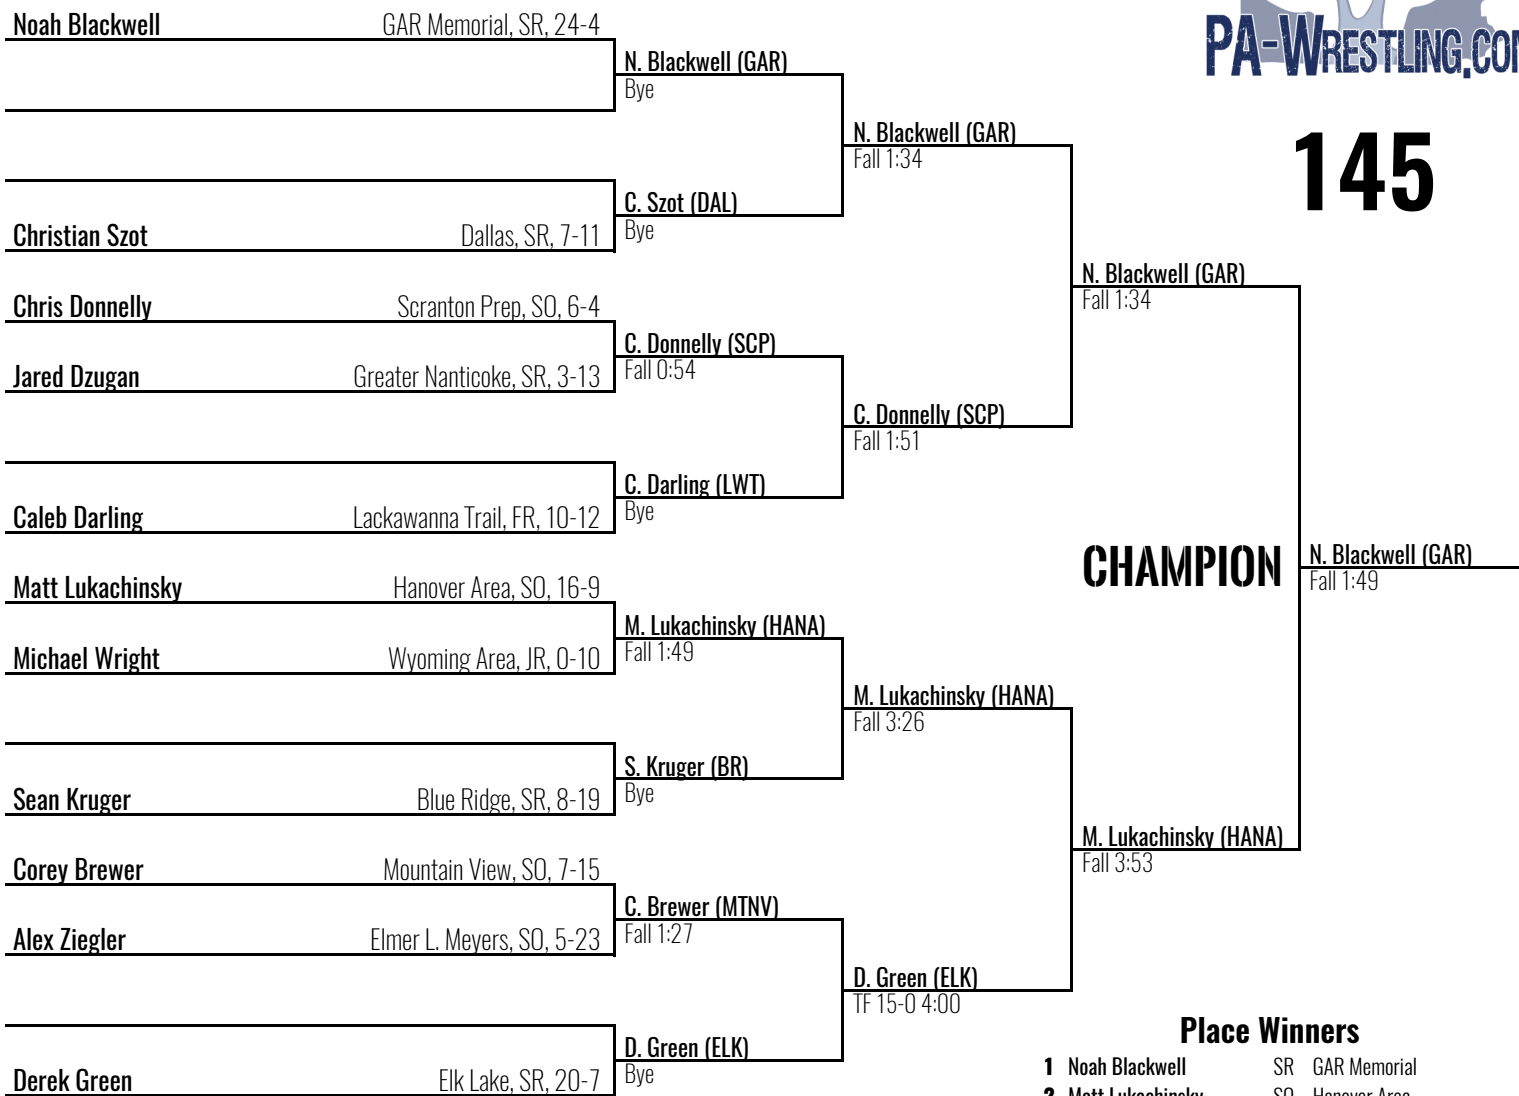 Noah Blackwell GAR Memorial, SR, 24-4
PA-WRESTLING.CO
N. Blackwell (GAR)
Bye
N. Blackwell (GAR)
Fall 1:34
145
C. Szot (DAL)
Bye
Christian Szot Dallas, SR, 7-11
N. Blackwell (GAR)
Fall 1:34
Chris Donnelly Scranton Prep, SO, 6-4
C. Donnelly (SCP)
Fall 0:54
Jared Dzugan Greater Nanticoke, SR, 3-13
C. Donnelly (SCP)
Fall 1:51
C. Darling (LWT)
Bye
Caleb Darling Lackawanna Trail, FR, 10-12
CHAMPION
N. Blackwell (GAR)
Fall 1:49
Matt Lukachinsky Hanover Area, SO, 16-9
M. Lukachinsky (HANA)
Fall 1:49
Michael Wright Wyoming Area, JR, 0-10
M. Lukachinsky (HANA)
Fall 3:26
S. Kruger (BR)
Bye
Sean Kruger Blue Ridge, SR, 8-19
M. Lukachinsky (HANA)
Fall 3:53
Corey Brewer Mountain View, SO, 7-15
C. Brewer (MTNV)
Fall 1:27
Alex Ziegler Elmer L. Meyers, SO, 5-23
D. Green (ELK)
TF 15-0 4:00
D. Green (ELK)
Bye
Derek Green Elk Lake, SR, 20-7
Place Winners
1 Noah Blackwell SR GAR Memorial
2 Matt Lukachinsky SO Hanover Area